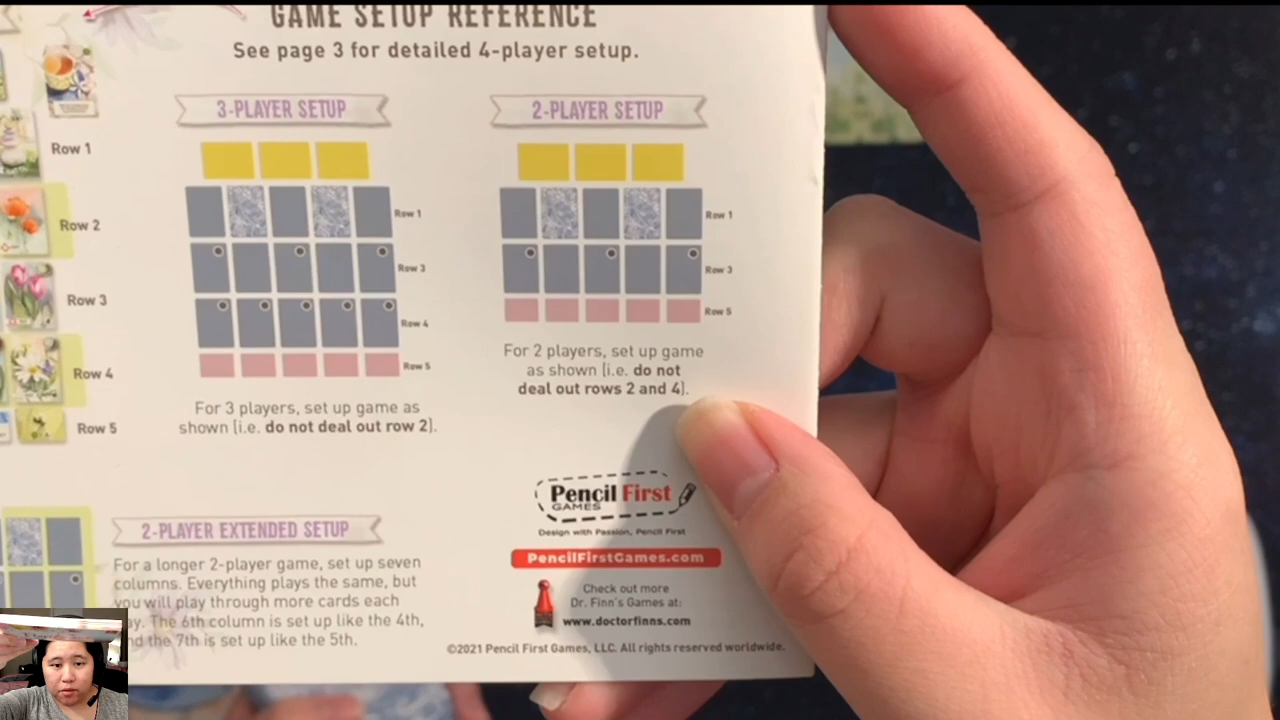 GAME SETUP REFERENCE
See page 3 for detailed 4-player setup.
Row 1
Row 2
Row 3
Row 4
Row 5
3-PLAYER SETUP
Row 1
Row 3
Row 4
Row 5
For 3 players, set up game as
shown (i.e. do not deal out row 2).
2-PLAYER SETUP
Row 1
Row 3
Row 5
For 2 players, set up game
as shown (i.e. do not
deal out rows 2 and 4).
2-PLAYER EXTENDED SETUP
For a longer 2-player game, set up seven
columns. Everything plays the same, but
you will play through more cards each
The 6th column is set up like the 4th,
the 7th is set up like the 5th.
Pencil First
GAMES
Design with Passion, Pencil First
PencilFirstGames.com
Check out more
Dr. Finn's Games at:
www.doctorfinns.com
©2021 Pencil First Games, LLC. All rights reserved worldwide.